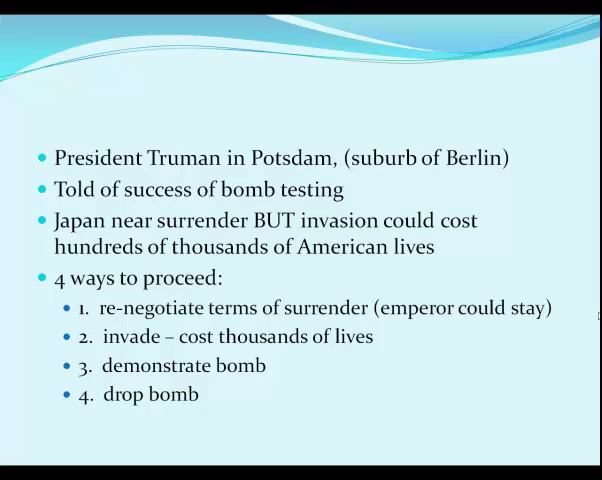 President Truman in Potsdam, (suburb of Berlin)
Told of success of bomb testing
Japan near surrender BUT invasion could cost
hundreds of thousands of American lives
4 ways to proceed:
1. re-negotiate terms of surrender (emperor could stay)
2. invade – cost thousands of lives
3. demonstrate bomb
4. drop bomb